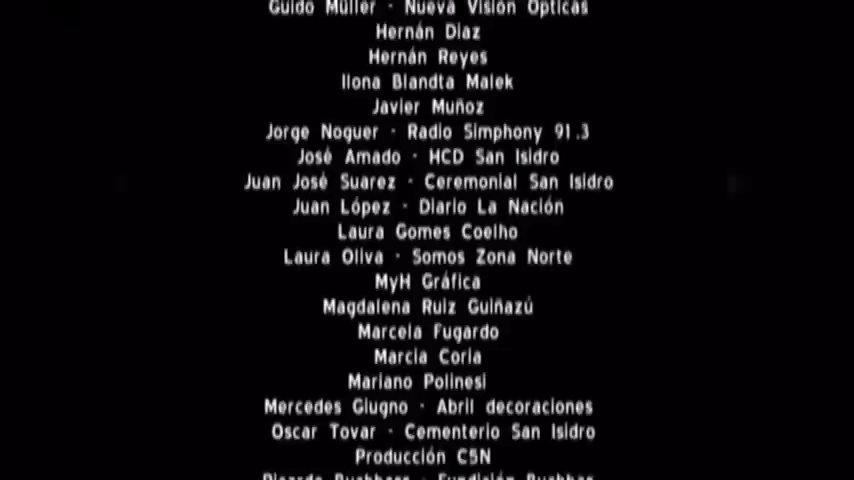 Guido Müller - Nueva Visión Opticas
Hernán Diaz
Hernán Reyes
Ilona Blandta Malek
Javier Muñoz
Jorge Noguer - Radio Simphony 91.3
José Amado - HCD San Isidro
Juan José Suarez - Ceremonial San Isidro
Juan López - Diario La Nación
Laura Gomes Coelho
Laura Oliva - Somos Zona Norte
MyH Gráfica
Magdalena Ruiz Guiñazú
Marcela Fugardo
Marcia Coria
Mariano Polinesi
Mercedes Giugno - Abril decoraciones
Oscar Tovar - Cementerio San Isidro
Producción C5N